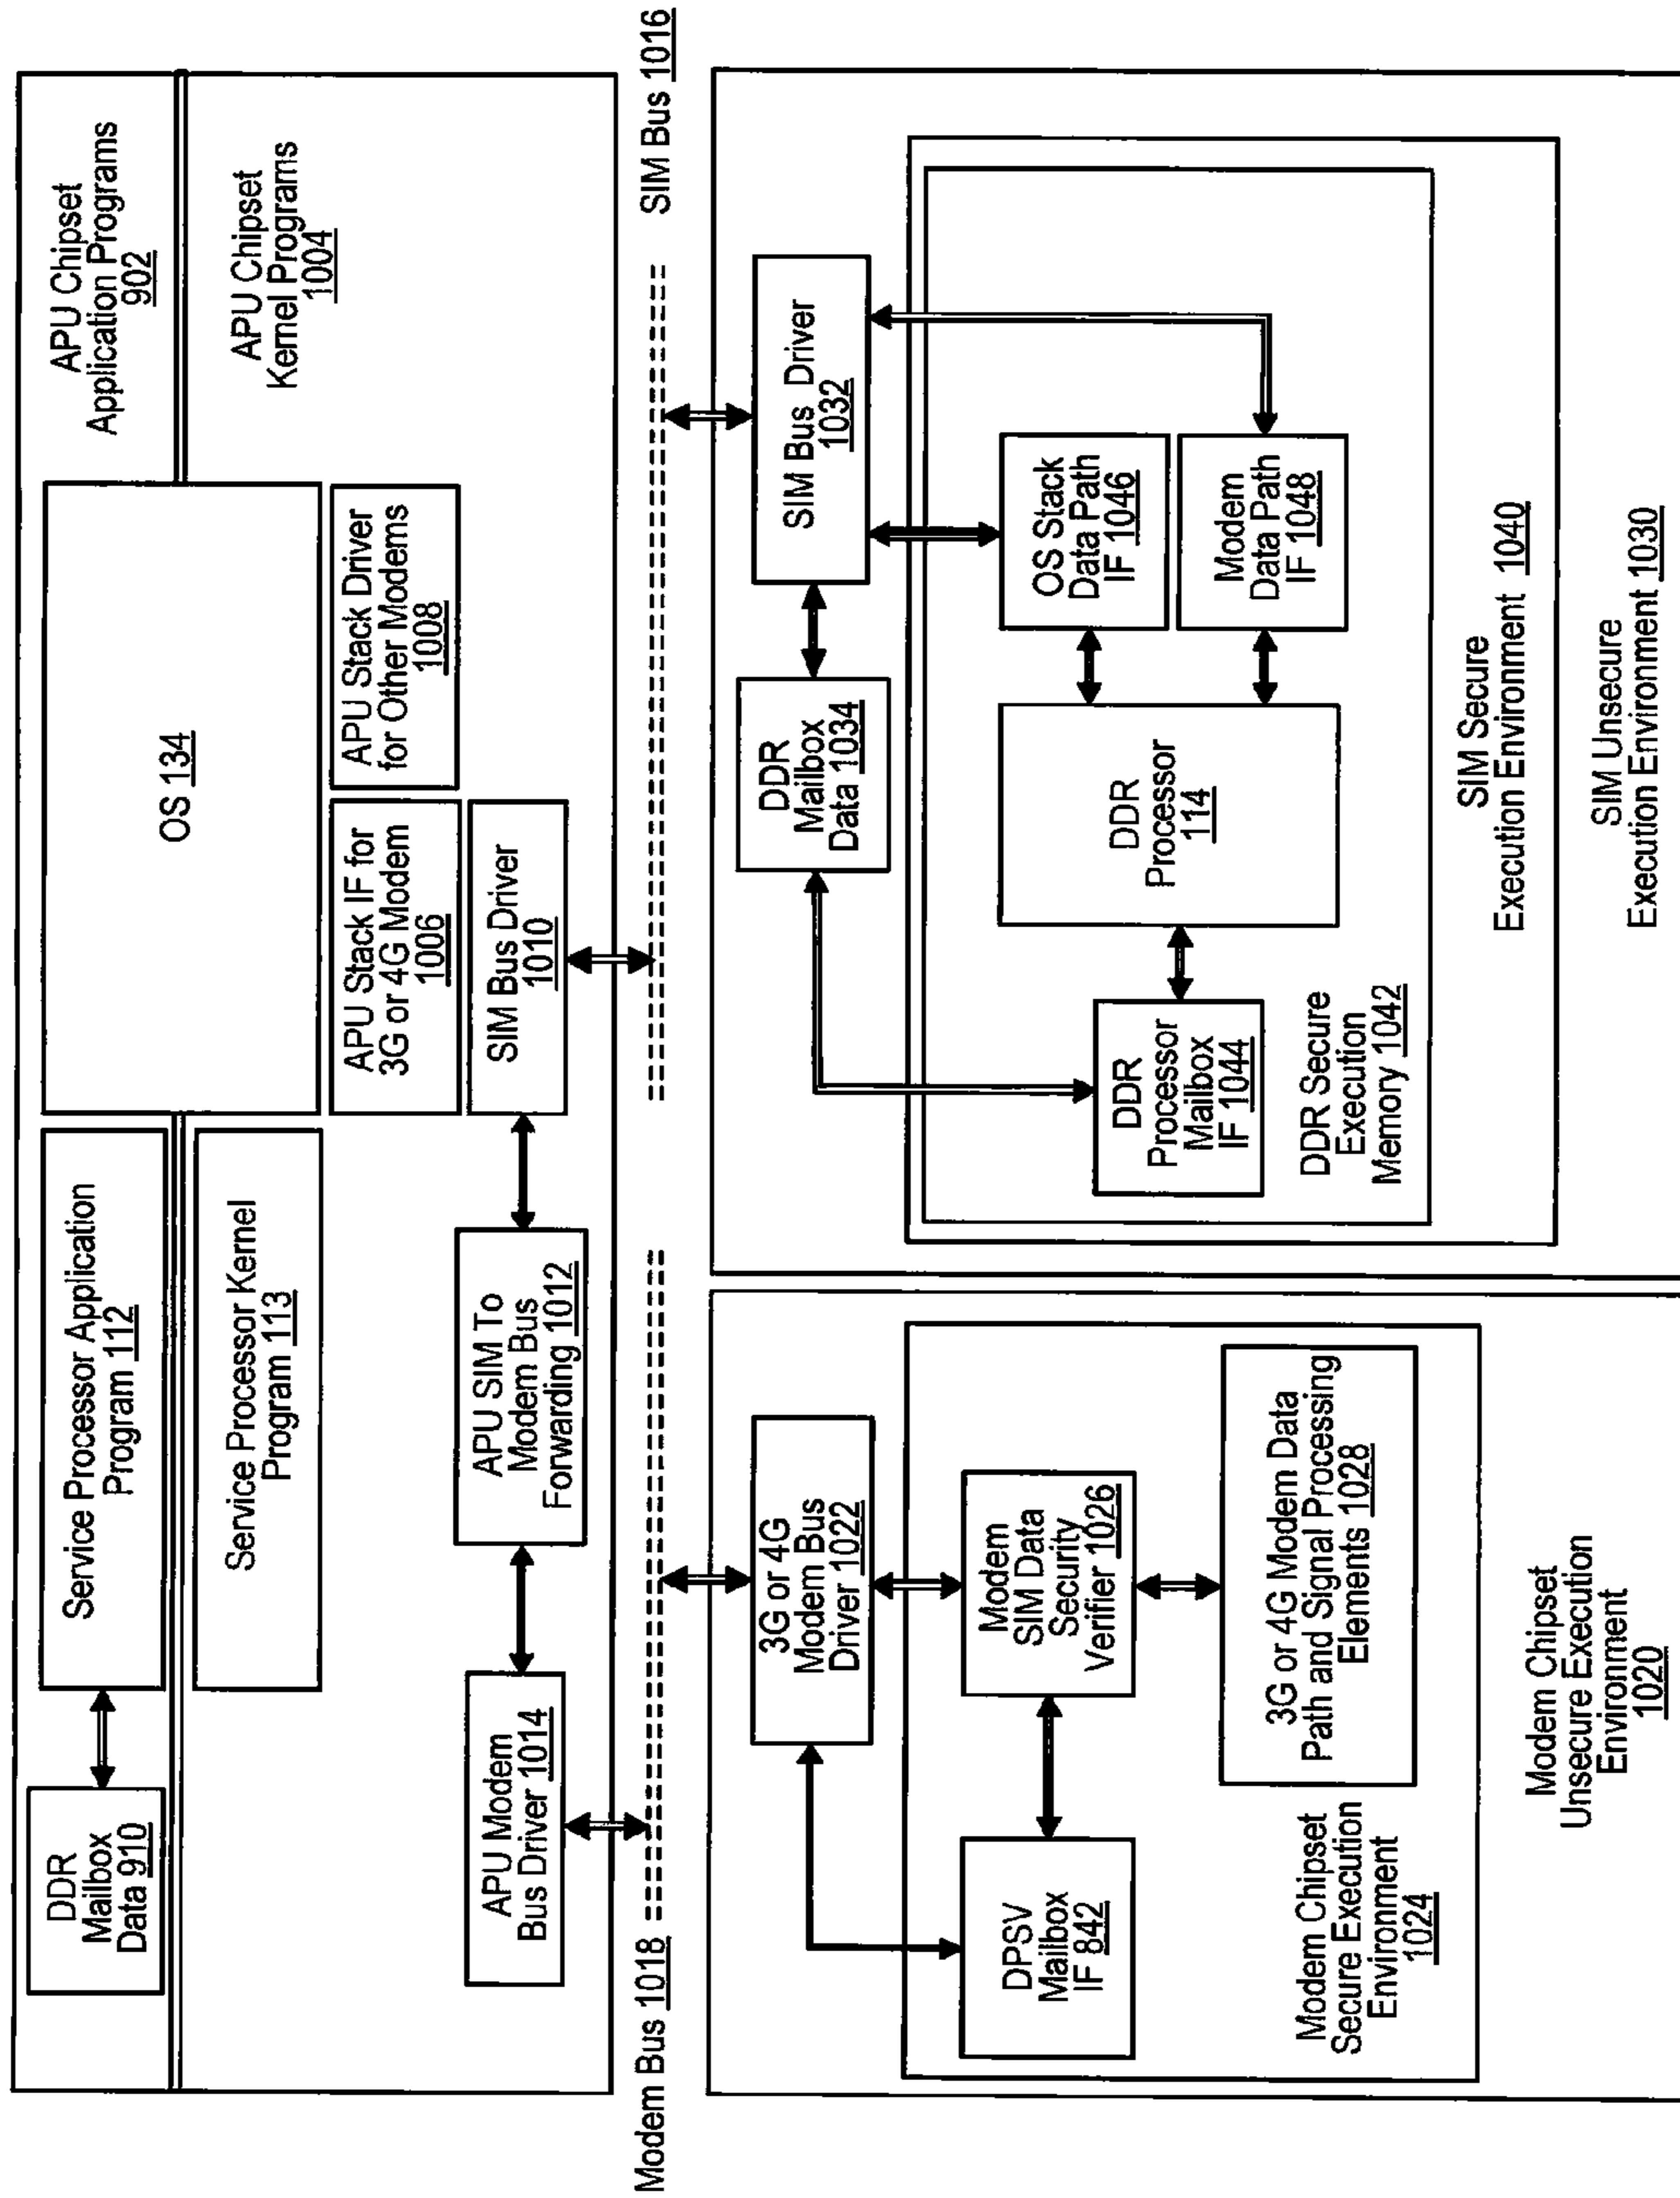 DDR
Mailbox
Data 910
Service Processor Application
Program 112
OS 134
APU Chipset
Application Programs
902
Service Processor Kernel
Program 113
APU Chipset
Kernel Programs
1004
APU Stack IF for
3G or 4G Modem
1006
APU Stack Driver
for Other Modems
1008
APU Modem
Bus Driver 1014
APU SIM To
Modem Bus
Forwarding 1012
SIM Bus Driver
1010
Modem Bus 1018
SIM Bus 1016
3G or 4G
Modem Bus
Driver 1022
DPSV
Mailbox
IF 842
Modem
SIM Data
Security
Verifier 1026
3G or 4G Modem Data
Path and Signal Processing
Elements 1028
Modem Chipset
Secure Execution
Environment
1024
Modem Chipset
Unsecure Execution
Environment
1020
DDR
Mailbox
Data 1034
SIM Bus Driver
1032
DDR
Processor
Mailbox
IF 1044
DDR
Processor
114
OS Stack
Data Path
IF 1046
Modem
Data Path
IF 1048
DDR Secure
Execution
Memory 1042
SIM Secure
Execution Environment 1040
SIM Unsecure
Execution Environment 1030